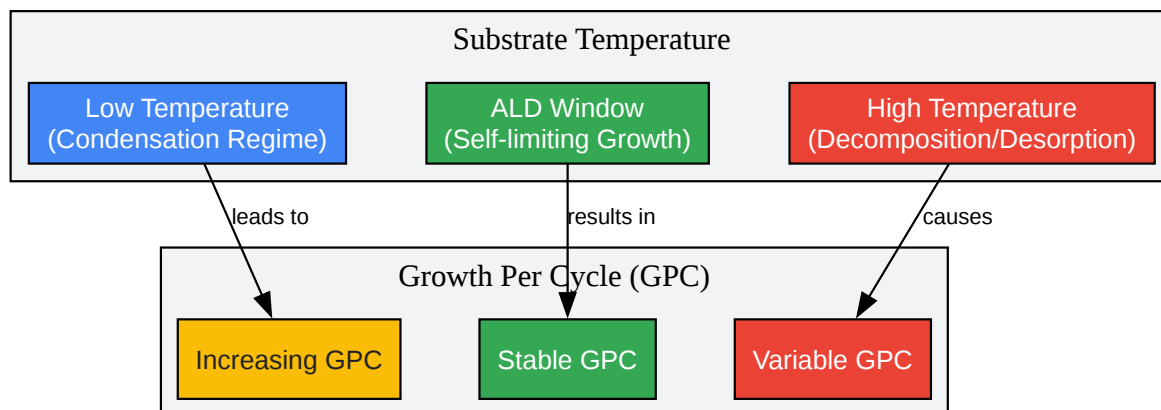 Substrate Temperature
Low Temperature
(Condensation Regime)
ALD Window
(Self-limiting Growth)
High Temperature
(Decomposition/Desorption)
leads to
results in
causes
Growth Per Cycle (GPC)
Increasing GPC
Stable GPC
Variable GPC